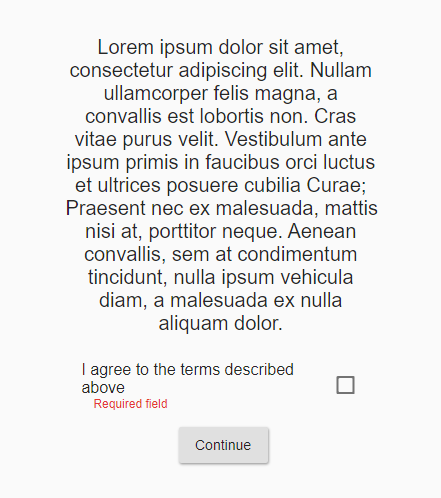 Lorem ipsum dolor sit amet,
consectetur adipiscing elit. Nullam
ullamcorper felis magna, a
convallis est lobortis non. Cras
vitae purus velit. Vestibulum ante
ipsum primis in faucibus orci luctus
et ultrices posuere cubilia Curae;
Praesent nec ex malesuada, mattis
nisi at, porttitor neque. Aenean
convallis, sem at condimentum
tincidunt, nulla ipsum vehicula
diam, a malesuada ex nulla
aliquam dolor.
I agree to the terms described
above
Required field
Continue